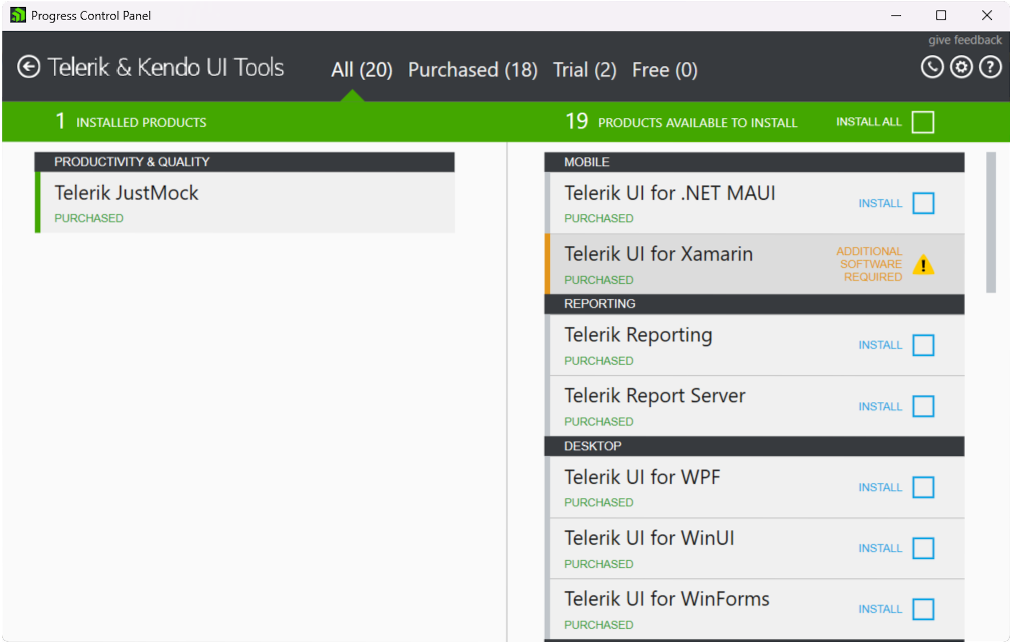 Progress Control Panel
give feedback
Telerik & Kendo UI Tools
All (20) Purchased (18) Trial (2) Free (0)
1 INSTALLED PRODUCTS
19 PRODUCTS AVAILABLE TO INSTALL
INSTALL ALL
PRODUCTIVITY & QUALITY
Telerik JustMock
PURCHASED
MOBILE
Telerik UI for .NET MAUI
PURCHASED
INSTALL
Telerik UI for Xamarin
PURCHASED
ADDITIONAL
SOFTWARE
REQUIRED
REPORTING
Telerik Reporting
PURCHASED
INSTALL
Telerik Report Server
PURCHASED
INSTALL
DESKTOP
Telerik UI for WPF
PURCHASED
INSTALL
Telerik UI for WinUI
PURCHASED
INSTALL
Telerik UI for WinForms
PURCHASED
INSTALL